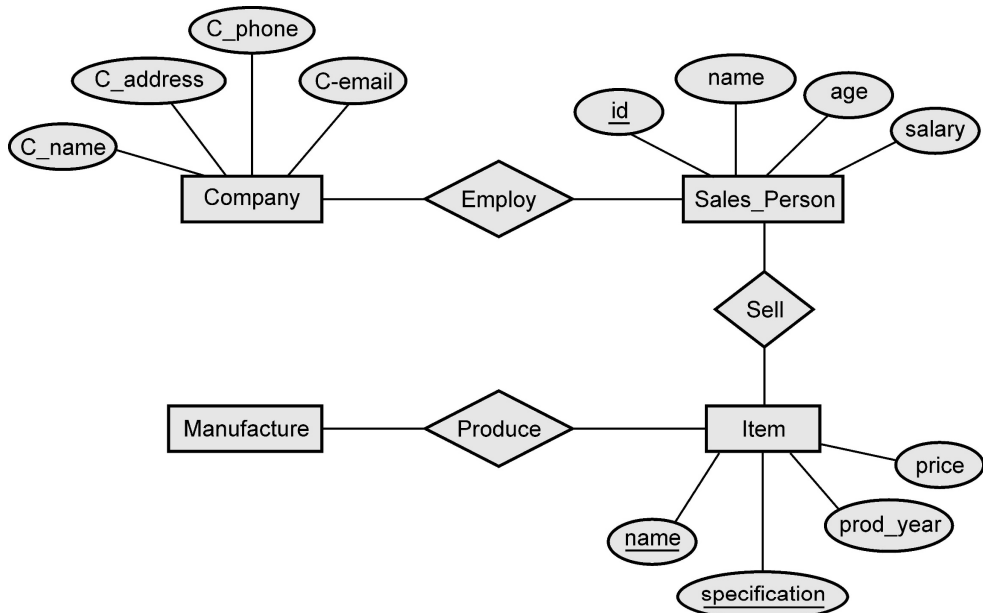 C_phone
C_address
C-email
name
age
id
salary
C_name
Company
Employ
Sales_Person
Sell
Manufacture
Produce
Item
price
prod_year
name
specification